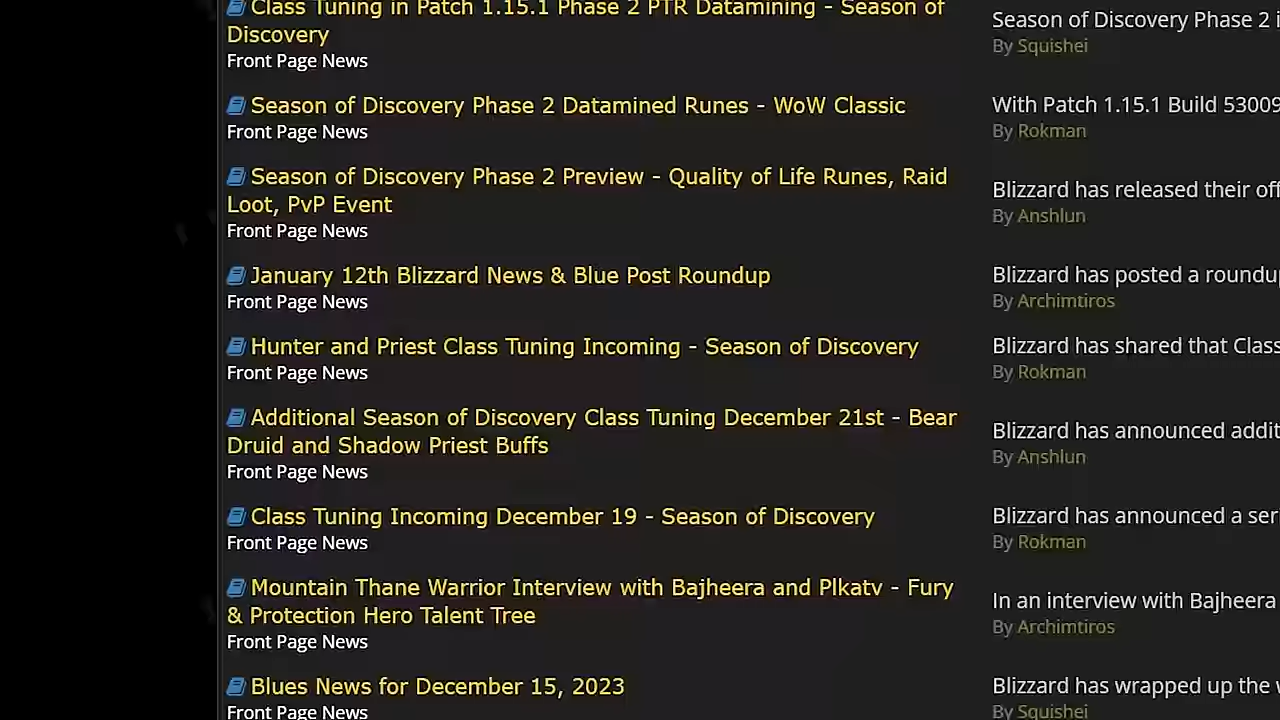 Class Tuning in Patch 1.15.1 Phase 2 PTR Datamining - Season of
Discovery
Front Page News
Season of Discovery Phase 2 i
By Squishei
Season of Discovery Phase 2 Datamined Runes - WoW Classic
Front Page News
With Patch 1.15.1 Build 53009
By Rokman
Season of Discovery Phase 2 Preview - Quality of Life Runes, Raid
Loot, PvP Event
Front Page News
Blizzard has released their off
By Anshlun
January 12th Blizzard News & Blue Post Roundup
Front Page News
Blizzard has posted a roundup
By Archimtiros
Hunter and Priest Class Tuning Incoming - Season of Discovery
Front Page News
Blizzard has shared that Class
By Rokman
Additional Season of Discovery Class Tuning December 21st - Bear
Druid and Shadow Priest Buffs
Front Page News
Blizzard has announced addit
By Anshlun
Class Tuning Incoming December 19 - Season of Discovery
Front Page News
Blizzard has announced a ser
By Rokman
Mountain Thane Warrior Interview with Bajheera and Plkatv - Fury
& Protection Hero Talent Tree
Front Page News
In an interview with Bajheera
By Archimtiros
Blues News for December 15, 2023
Front Page News
Blizzard has wrapped up the
By Squishei